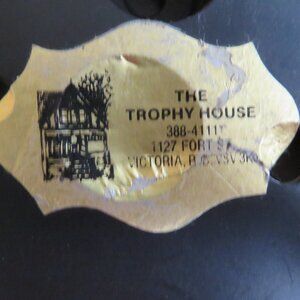 THE
TROPHY HOUSE
388-4111
1127 FORT ST.
VICTORIA, B.C. V8V 3K9